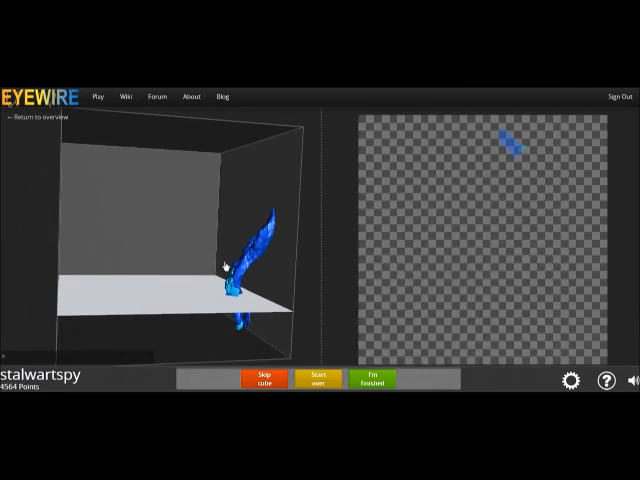 EYEWIRE Play Wiki Forum About Blog Sign Out
← Return to overview
>
stalwartspy
4564 Points
Skip
cube
Start
over
I'm
finished
?